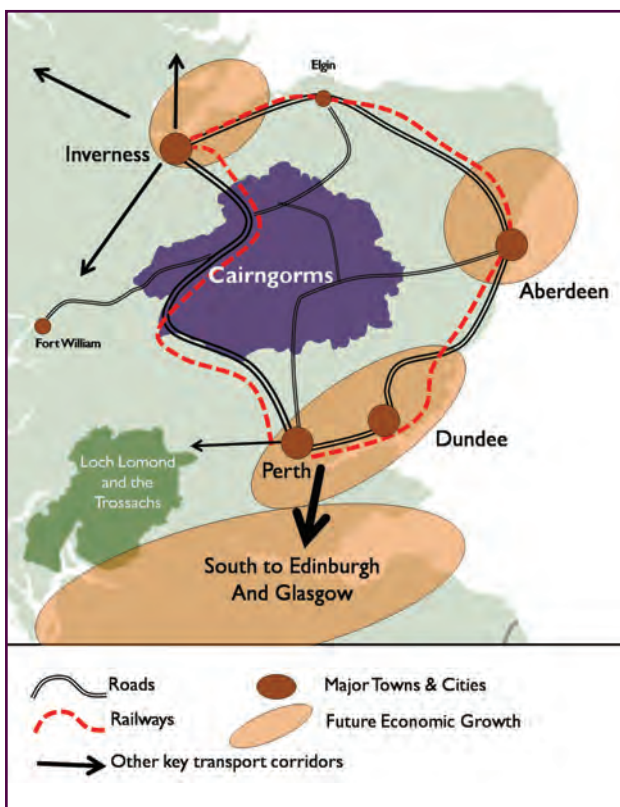 Elgin
Inverness
Cairngorms
Aberdeen
Fort William
Dundee
Perth
Loch Lomond
and the
Trossachs
South to Edinburgh
And Glasgow
Roads
Major Towns & Cities
Railways
Future Economic Growth
Other key transport corridors